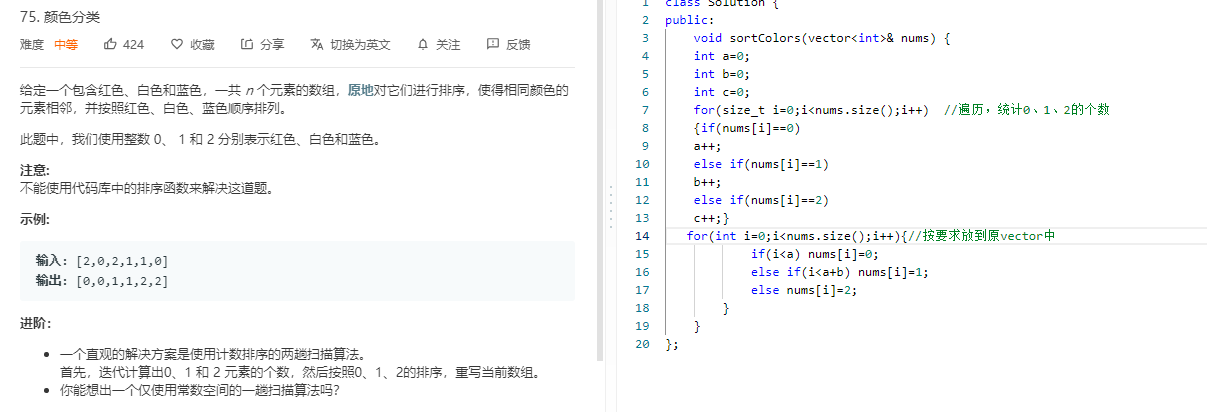 75. 颜色分类
难度 中等 424 收藏 分享 切换为英文 关注 反馈
给定一个包含红色、白色和蓝色，一共 n 个元素的数组，原地对它们进行排序，使得相同颜色的
元素相邻，并按照红色、白色、蓝色顺序排列。
此题中，我们使用整数 0、 1 和 2 分别表示红色、白色和蓝色。
注意:
不能使用代码库中的排序函数来解决这道题。
示例:
输入: [2,0,2,1,1,0]
输出: [0,0,1,1,2,2]
进阶：
一个直观的解决方案是使用计数排序的两趟扫描算法。
首先，迭代计算出0、1 和 2 元素的个数，然后按照0、1、2的排序，重写当前数组。
你能想出一个仅使用常数空间的一趟扫描算法吗？
1 class Solution {
2 public:
3 void sortColors(vector<int>& nums) {
4 int a=0;
5 int b=0;
6 int c=0;
7 for(size_t i=0;i<nums.size();i++) //遍历，统计0、1、2的个数
8 {if(nums[i]==0)
9 a++;
10 else if(nums[i]==1)
11 b++;
12 else if(nums[i]==2)
13 c++;}
14 for(int i=0;i<nums.size();i++){//按要求放到原vector中
15 if(i<a) nums[i]=0;
16 else if(i<a+b) nums[i]=1;
17 else nums[i]=2;
18 }
19 }
20 };